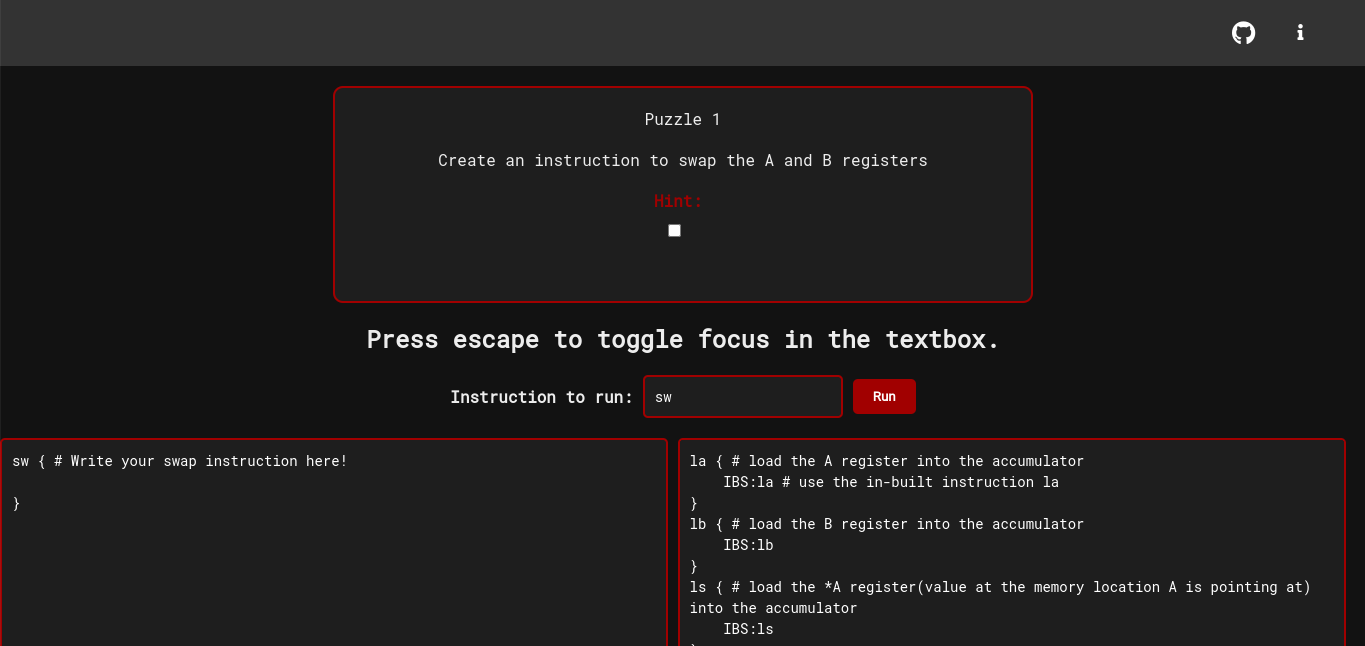 Puzzle 1
Create an instruction to swap the A and B registers
Hint:
Press escape to toggle focus in the textbox.
Instruction to run: sw Run
sw { # Write your swap instruction here!
}
la { # load the A register into the accumulator
    IBS:la # use the in-built instruction la
}
lb { # load the B register into the accumulator
    IBS:lb
}
ls { # load the *A register(value at the memory location A is pointing at)
into the accumulator
    IBS:ls